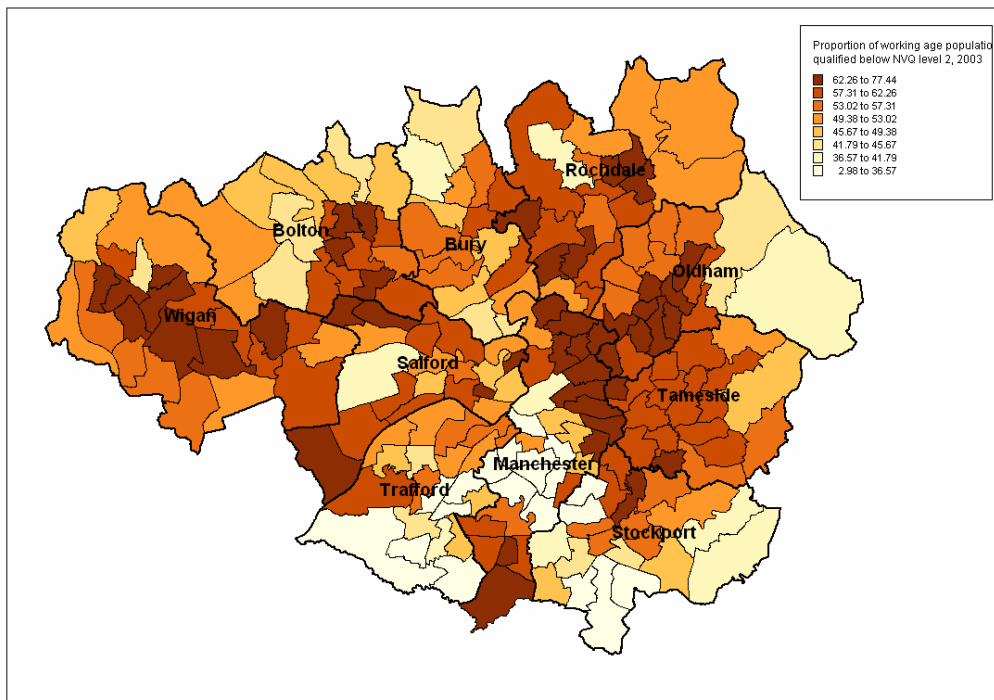 Proportion of working age populatio
qualified below NVQ level 2, 2003
62.26 to 77.44
57.31 to 62.26
53.02 to 57.31
49.38 to 53.02
45.67 to 49.38
41.79 to 45.67
36.57 to 41.79
2.98 to 36.57
Rochdale
Bolton
Bury
Oldham
Wigan
Salford
Tameside
Manchester
Trafford
Stockport